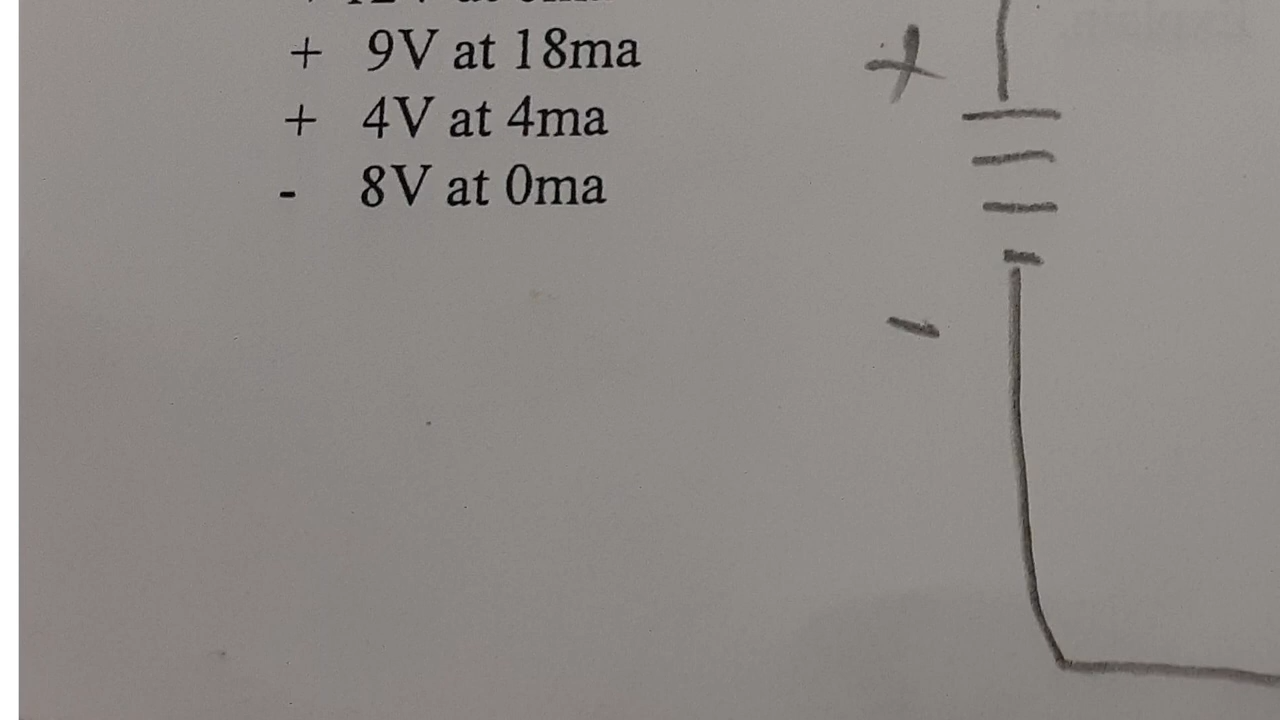 + 9V at 18ma
+ 4V at 4ma
- 8V at 0ma
+
-